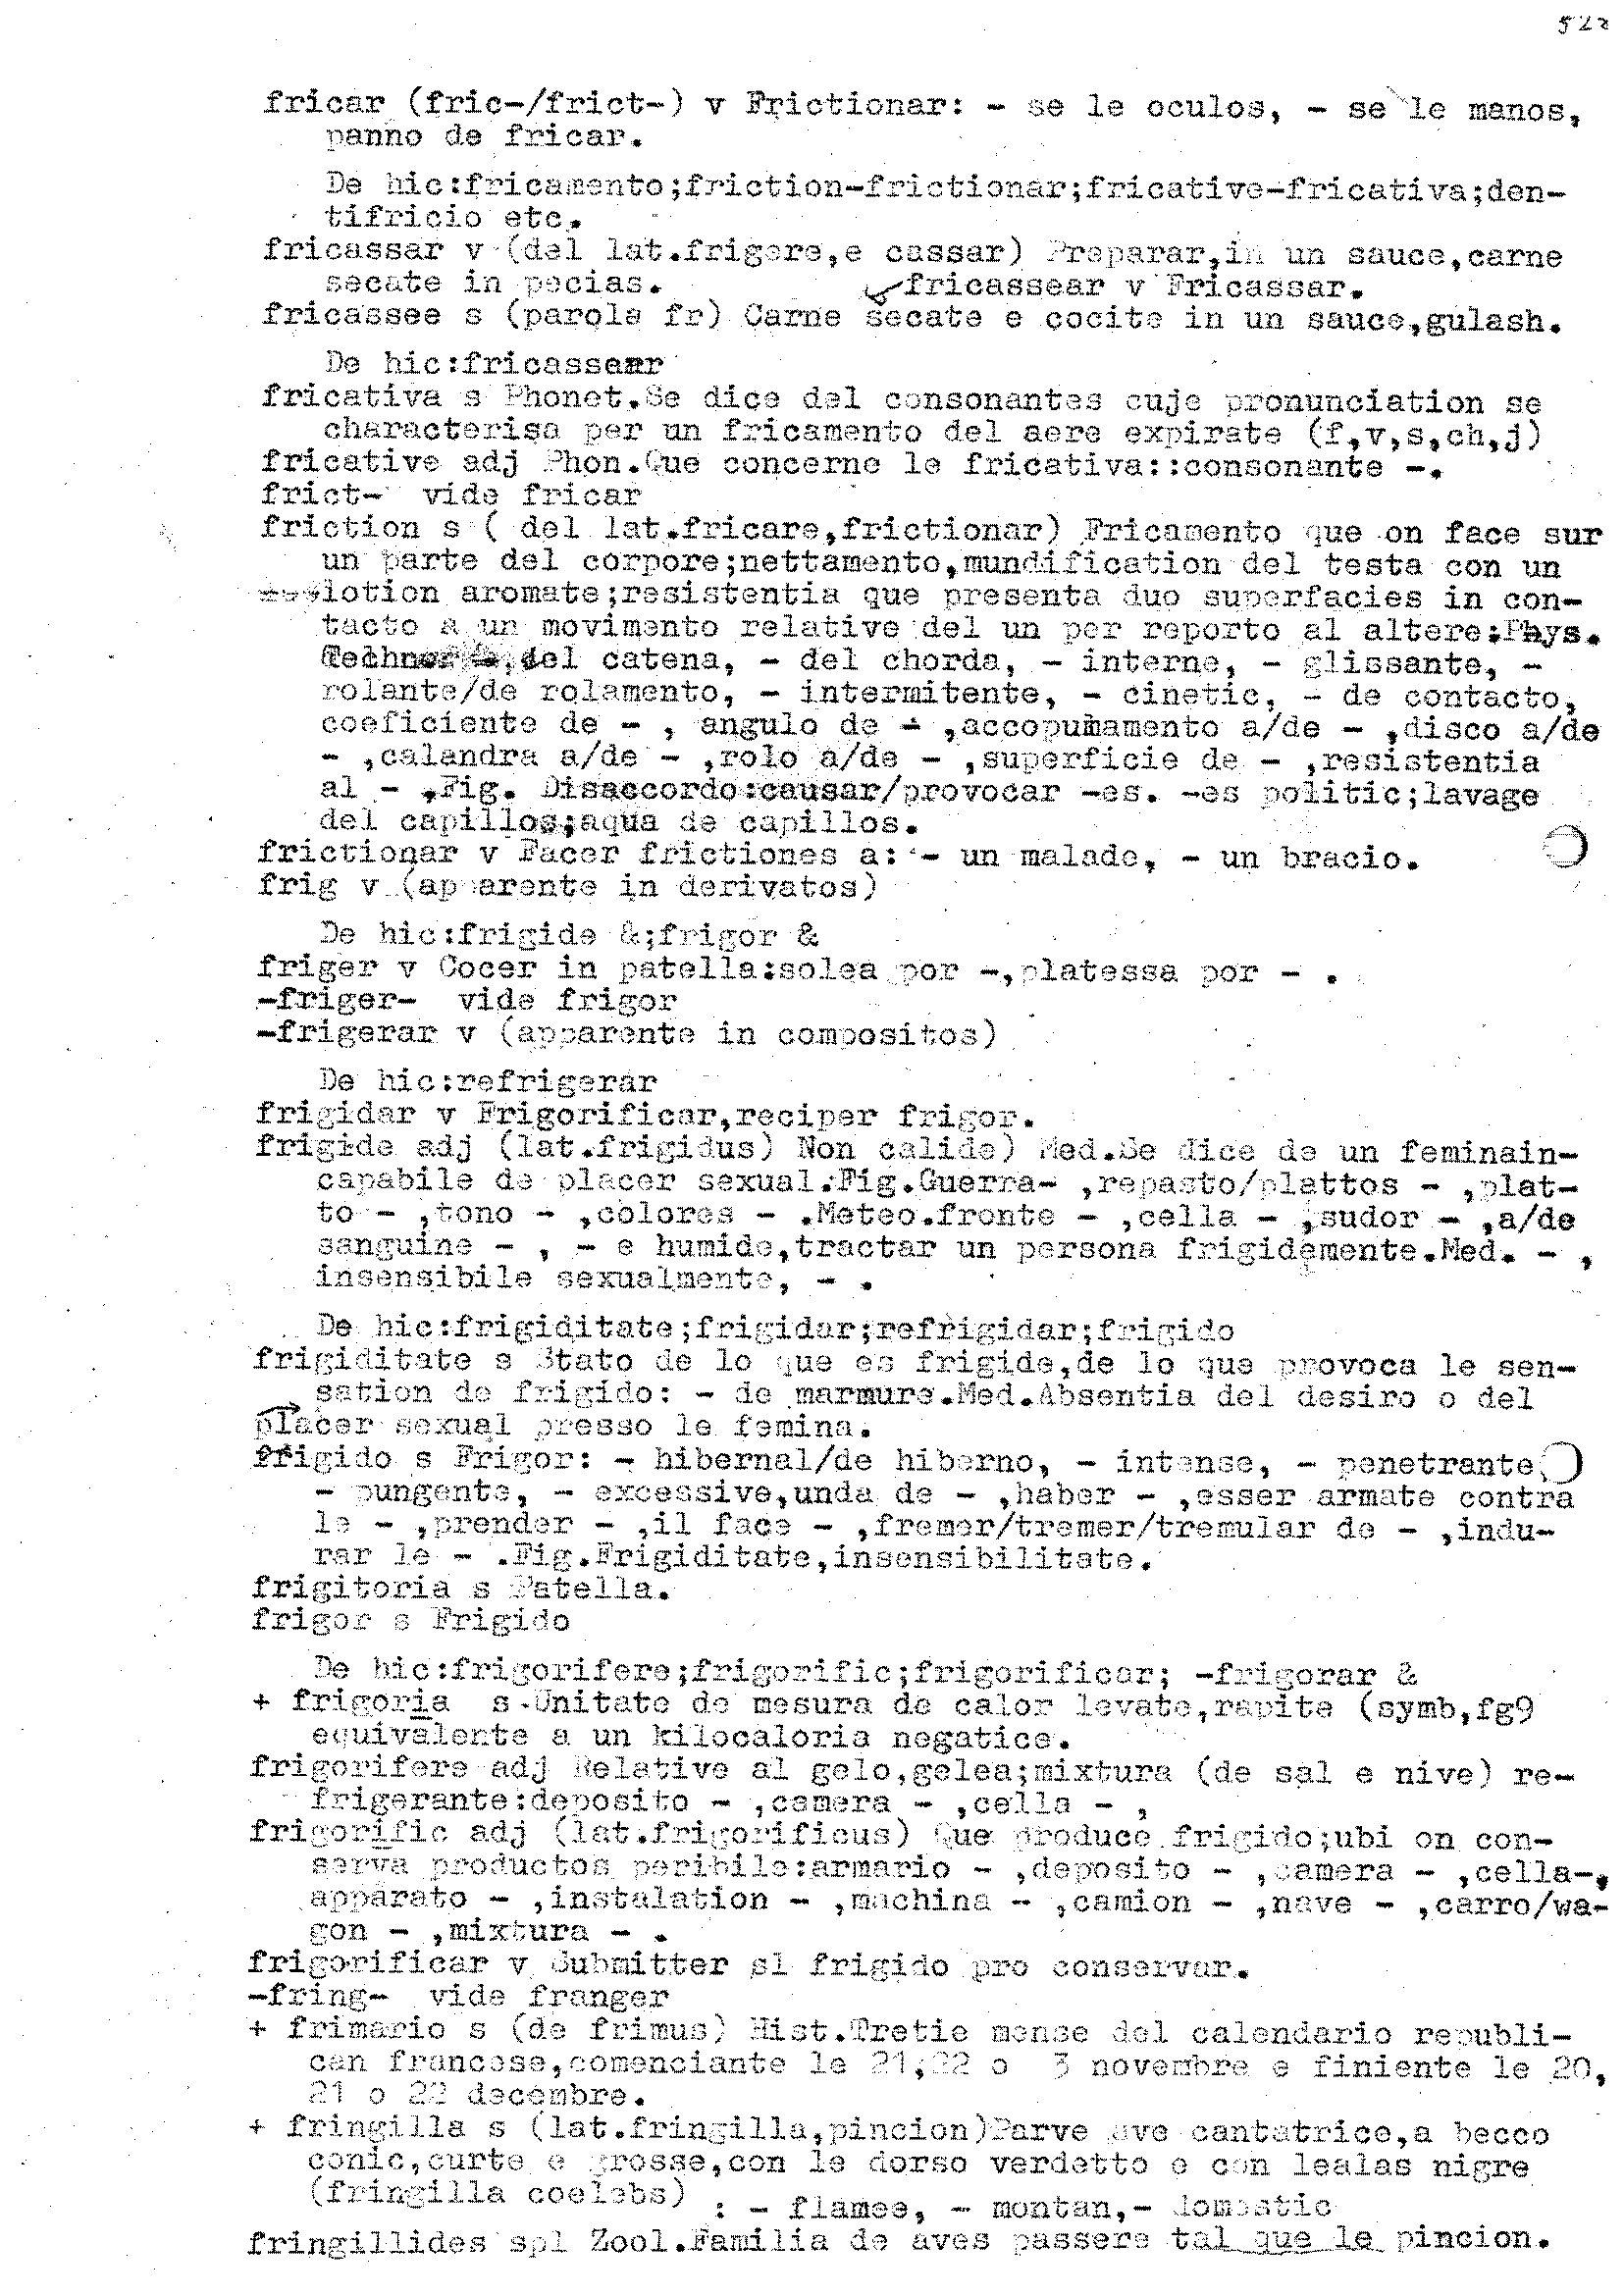 522
fricar (fric-/frict-) v Frictionar: - se le oculos, - se le manos,
panno de fricar.
De hic:fricamento;friction-frictionar;fricative-fricativa;den-
tifricio etc.
fricassar v (del lat.frigere,e cassar) Preparar,in un sauce,carne
secate in pecias. fricassear v Fricassar.
fricassee s (parola fr) Carne secate e cocite in un sauce,gulash.
De hic:fricassear
fricativa s Phonet.Se dice del consonantes cuje pronunciation se
characterisa per un fricamento del aere expirate (f,v,s,ch,j)
fricative adj Phon.Que concerne le fricativa::consonante -.
frict- vide fricar
friction s ( del lat.fricare,frictionar) Fricamento que on face sur
un parte del corpore;nettamento,mundification del testa con un
lotion aromate;resistentia que presenta duo superfacies in con-
tacto a un movimento relative del un per reporto al altere:Phys.
del catena, - del chorda, - interne, - glissante, -
rolante/de rolamento, - intermitente, - cinetic, - de contacto,
coeficiente de - , angulo de - ,accopumamento a/de - ,disco a/de
- ,calandra a/de - ,rolo a/de - ,superficie de - ,resistentia
al - .Fig. Disaccordo:causar/provocar -es. -es politic;lavage
del capillos;aqua de capillos.
frictionar v Facer frictiones a: - un malade, - un bracio.
frig v (apparente in derivatos)
De hic:frigide &;frigor &
friger v Cocer in patella:solea por -,platessa por - .
-friger- vide frigor
-frigerar v (apparente in compositos)
De hic:refrigerar
frigidar v Frigorificar,reciper frigor.
frigide adj (lat.frigidus) Non calide) Med.Se dice de un feminain-
capabile de placer sexual.Fig.Guerra- ,repasto/plattos - ,plat-
to - ,tono - ,colores - .Meteo.fronte - ,cella - ,sudor - ,a/de
sanguine - , - e humide,tractar un persona frigidemente.Med. - ,
insensibile sexualmente, - .
De hic:frigiditate;frigidar;refrigidar;frigido
frigiditate s Stato de lo que es frigide,de lo que provoca le sen-
sation de frigido: - de marmure.Med.Absentia del desiro o del
placer sexual presso le femina.
frigido s Frigor: - hibernal/de hiberno, - intense, - penetrante,
- pungente, - excessive,unda de - ,haber - ,esser armate contra
le - ,prender - ,il face - ,fremer/tremer/tremular de - ,indu-
rar le - .Fig.Frigiditate,insensibilitate.
frigitoria s Patella.
frigor s Frigido
De hic:frigorifere;frigorific;frigorificar; -frigorar &
+ frigoria s Unitate de mesura de calor levate,rapite (symb,fg9
equivalente a un kilocaloria negatice.
frigorifere adj Relative al gelo,gelea;mixtura (de sal e nive) re-
frigerante:deposito - ,camera - ,cella - ,
frigorific adj (lat.frigorificus) Que produce frigido;ubi on con-
serva productos peribile:armario - ,deposito - ,camera - ,cella-,
apparato - ,instalation - ,machina - ,camion - ,nave - ,carro/wa-
gon - ,mixtura - .
frigorificar v Submitter sl frigido pro conservar.
-fring- vide franger
+ frimario s (de frimus) Hist.Tretie mense del calendario republi-
can francese,comenciante le 21,22 o 3 novembre e finiente le 20,
21 o 22 decembre.
+ fringilla s (lat.fringilla,pincion)Parve ave cantatrice,a becco
conic,curte e grosse,con le dorso verdetto e con lealas nigre
(fringilla coelebs) : - flamee, - montan,- domestic
fringillides spl Zool.Familia de aves passere tal que le pincion.